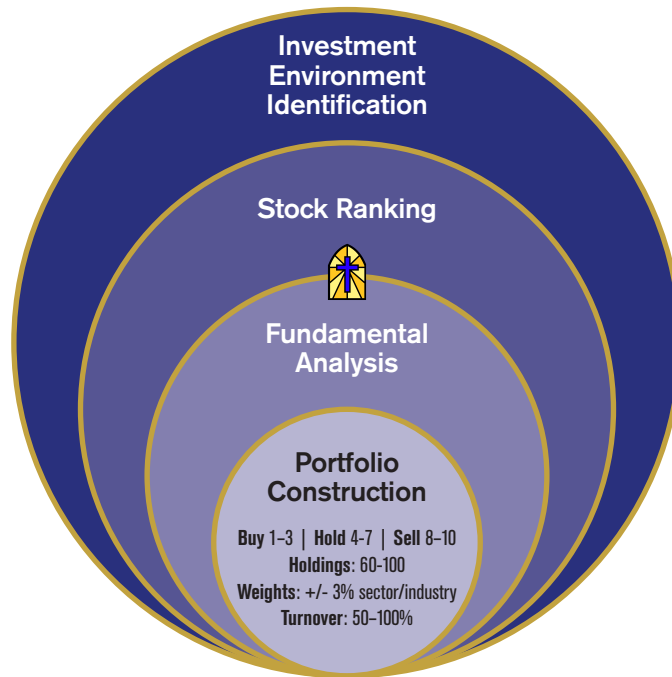 Investment
Environment
Identification
Stock Ranking
Fundamental
Analysis
Portfolio
Construction
Buy 1–3 | Hold 4-7 | Sell 8–10
Holdings: 60-100
Weights: +/- 3% sector/industry
Turnover: 50–100%